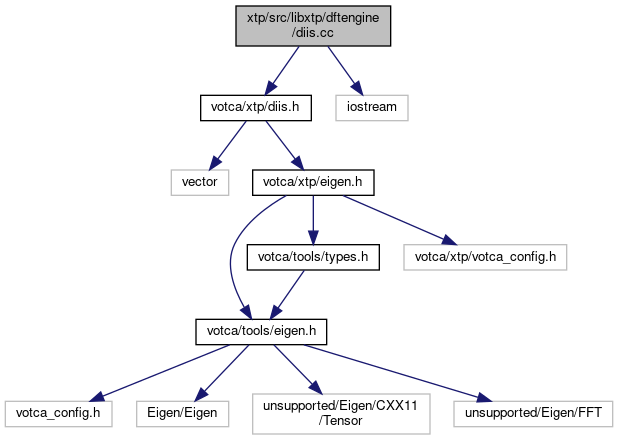 xtp/src/libxtp/dftengine
/diis.cc
votca/xtp/diis.h
iostream
vector
votca/xtp/eigen.h
votca/tools/types.h
votca/xtp/votca_config.h
votca/tools/eigen.h
votca_config.h
Eigen/Eigen
unsupported/Eigen/CXX11
/Tensor
unsupported/Eigen/FFT